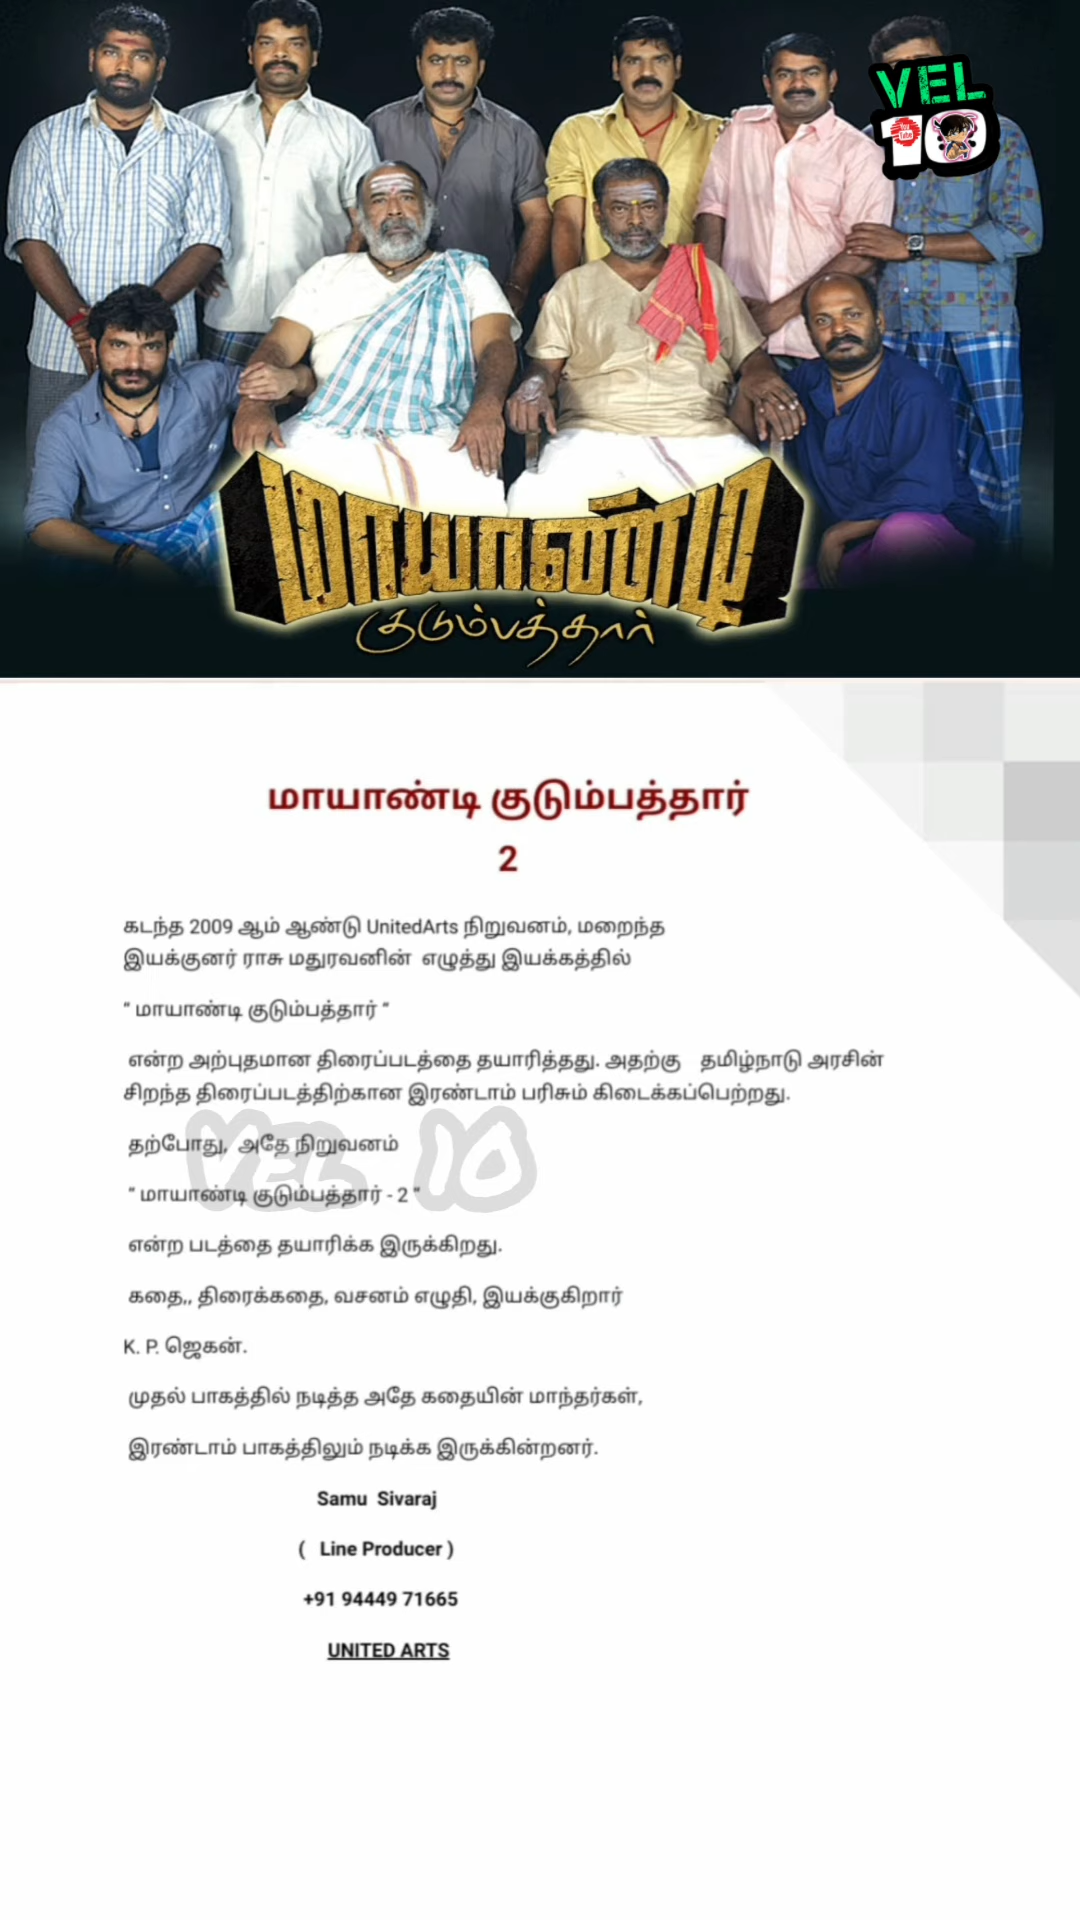 VEL
10
மாயாண்டி
குடும்பத்தார்
மாயாண்டி குடும்பத்தார்
2
கடந்த 2009 ஆம் ஆண்டு UnitedArts நிறுவனம், மறைந்த
இயக்குனர் ராசு மதுரவனின் எழுத்து இயக்கத்தில்
“ மாயாண்டி குடும்பத்தார் “
என்ற அற்புதமான திரைப்படத்தை தயாரித்தது. அதற்கு தமிழ்நாடு அரசின்
சிறந்த திரைப்படத்திற்கான இரண்டாம் பரிசும் கிடைக்கப்பெற்றது.
தற்போது, அதே நிறுவனம்
VEL 10
“ மாயாண்டி குடும்பத்தார் - 2 “
என்ற படத்தை தயாரிக்க இருக்கிறது.
கதை,, திரைக்கதை, வசனம் எழுதி, இயக்குகிறார்
K. P. ஜெகன்.
முதல் பாகத்தில் நடித்த அதே கதையின் மாந்தர்கள்,
இரண்டாம் பாகத்திலும் நடிக்க இருக்கின்றனர்.
Samu Sivaraj
( Line Producer )
+91 94449 71665
UNITED ARTS